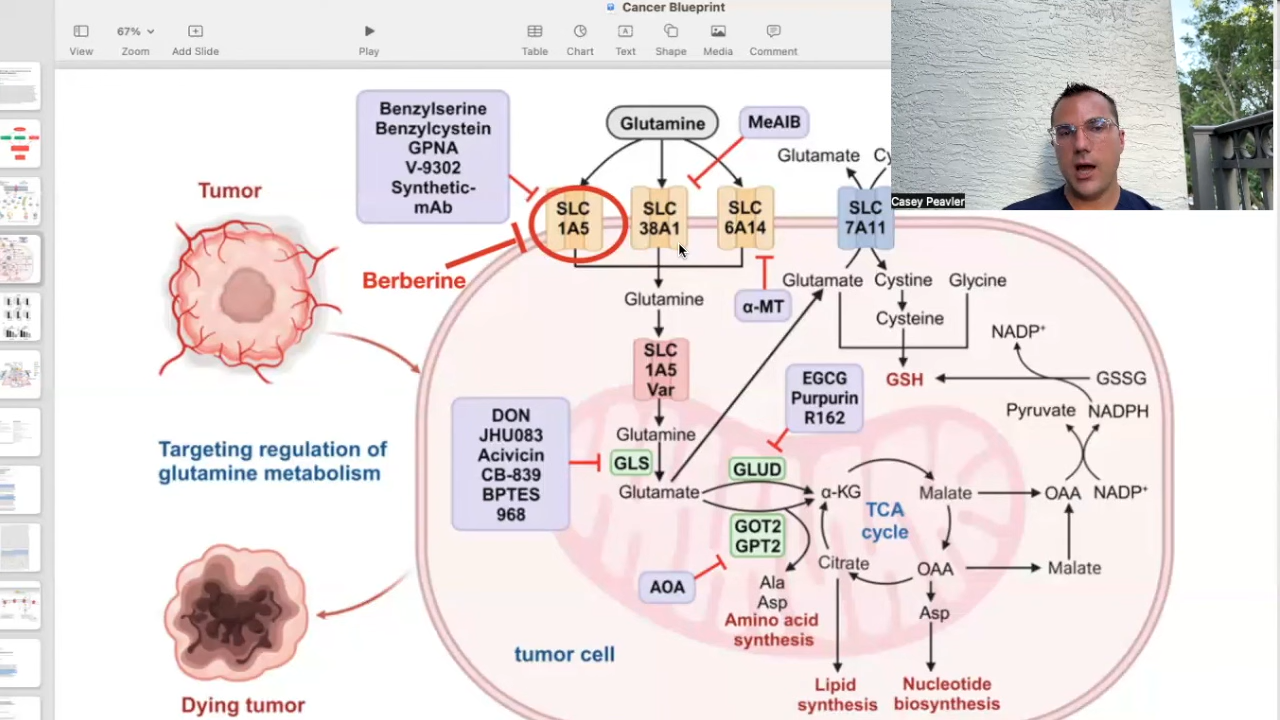 Cancer Blueprint
67%
View
Zoom
Add Slide
Play
Table
Chart
Text
Shape
Media
Comment
Casey Peavler
Benzylserine
Benzylcystein
GPNA
V-9302
Synthetic-
mAb
Glutamine
MeAIB
Glutamate
Cy
Tumor
SLC
1A5
SLC
38A1
SLC
6A14
SLC
7A11
Berberine
Glutamine
α-MT
Glutamate
Cystine
Glycine
Cysteine
NADP⁺
GSH
GSSG
SLC
1A5
Var
EGCG
Purpurin
R162
Pyruvate
NADPH
Targeting regulation of
glutamine metabolism
DON
JHU083
Acivicin
CB-839
BPTES
968
Glutamine
GLS
Glutamate
GLUD
GOT2
GPT2
AOA
α-KG
Malate
OAA
NADP⁺
TCA
cycle
Citrate
OAA
Malate
Ala
Asp
Amino acid
synthesis
Asp
tumor cell
Lipid
synthesis
Nucleotide
biosynthesis
Dying tumor